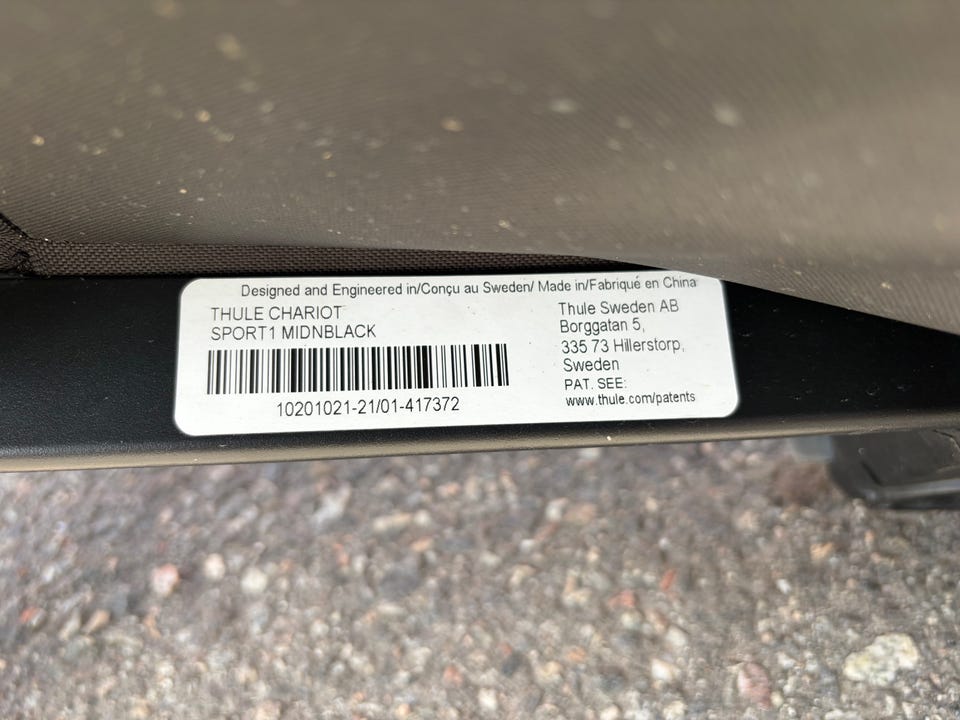 Designed and Engineered in/Conçu au Sweden/ Made in/Fabriqué en China
THULE CHARIOT
SPORT1 MIDNBLACK
10201021-21/01-417372
Thule Sweden AB
Borggatan 5,
335 73 Hillerstorp,
Sweden
PAT. SEE:
www.thule.com/patents